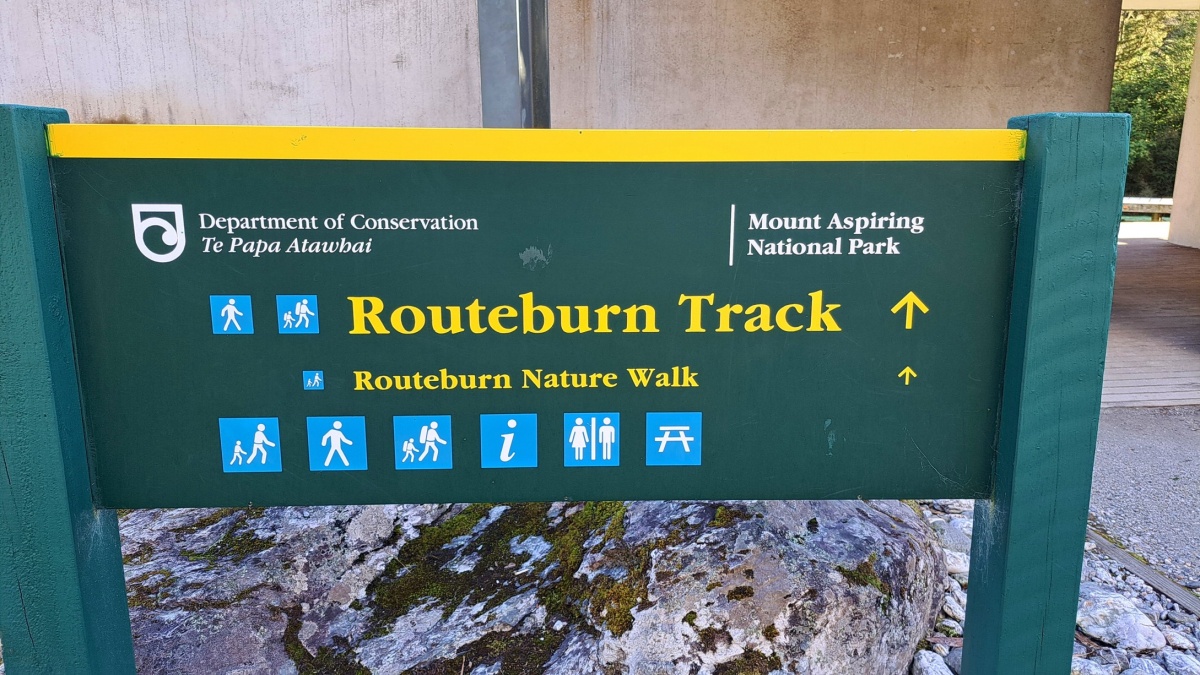 Department of Conservation
Te Papa Atawhai
Mount Aspiring
National Park
Routeburn Track
Routeburn Nature Walk
i